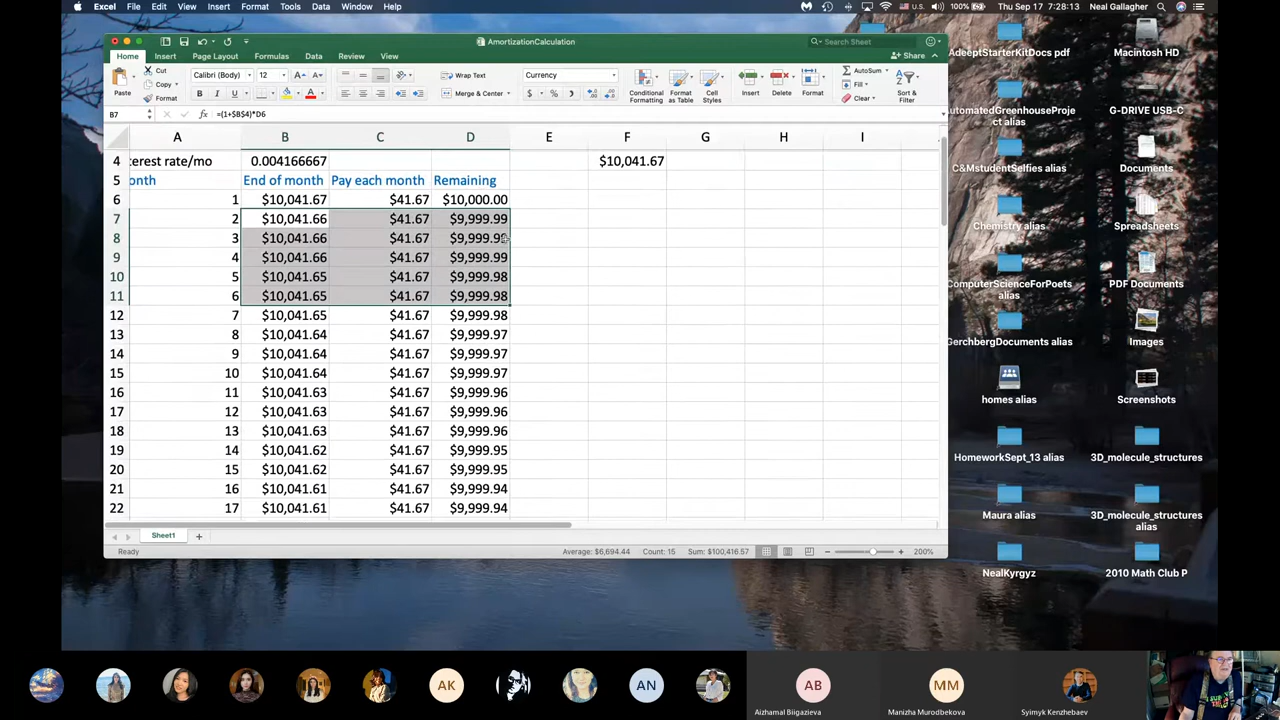 Excel File Edit View Insert Format Tools Data Window Help U.S. 100% Thu Sep 17 7:28:13 Neal Gallagher
AmortizationCalculation
Search Sheet
Home Insert Page Layout Formulas Data Review View
Share
Paste
Cut
Copy
Format
Calibri (Body) 12
B I U
Wrap Text
Merge & Center
Currency
$ % ,
Conditional Formatting
Format as Table
Cell Styles
Insert
Delete
Format
AutoSum
Fill
Clear
Sort & Filter
B7 fx =(1+$B$4)*D6
A B C D E F G H I
4 terest rate/mo 0.004166667 $10,041.67
5 onth End of month Pay each month Remaining
6 1 $10,041.67 $41.67 $10,000.00
7 2 $10,041.66 $41.67 $9,999.99
8 3 $10,041.66 $41.67 $9,999.99
9 4 $10,041.66 $41.67 $9,999.99
10 5 $10,041.65 $41.67 $9,999.98
11 6 $10,041.65 $41.67 $9,999.98
12 7 $10,041.65 $41.67 $9,999.98
13 8 $10,041.64 $41.67 $9,999.97
14 9 $10,041.64 $41.67 $9,999.97
15 10 $10,041.64 $41.67 $9,999.97
16 11 $10,041.63 $41.67 $9,999.96
17 12 $10,041.63 $41.67 $9,999.96
18 13 $10,041.63 $41.67 $9,999.96
19 14 $10,041.62 $41.67 $9,999.95
20 15 $10,041.62 $41.67 $9,999.95
21 16 $10,041.61 $41.67 $9,999.94
22 17 $10,041.61 $41.67 $9,999.94
Sheet1 +
Ready Average: $6,694.44 Count: 15 Sum: $100,416.57 200%
AdeeptStarterKitDocs pdf
Macintosh HD
utomatedGreenhouseProje
ct alias
G-DRIVE USB-C
C&MstudentSelfies alias
Documents
Chemistry alias
Spreadsheets
ComputerScienceForPoets
alias
PDF Documents
GerchbergDocuments alias
Images
homes alias
Screenshots
HomeworkSept_13 alias
3D_molecule_structures
Maura alias
3D_molecule_structures
alias
NealKyrgyz
2010 Math Club P
AK
AN
AB
MM
Aizhamal Biigazieva
Manizha Murodbekova
Syimyk Kenzhebaev